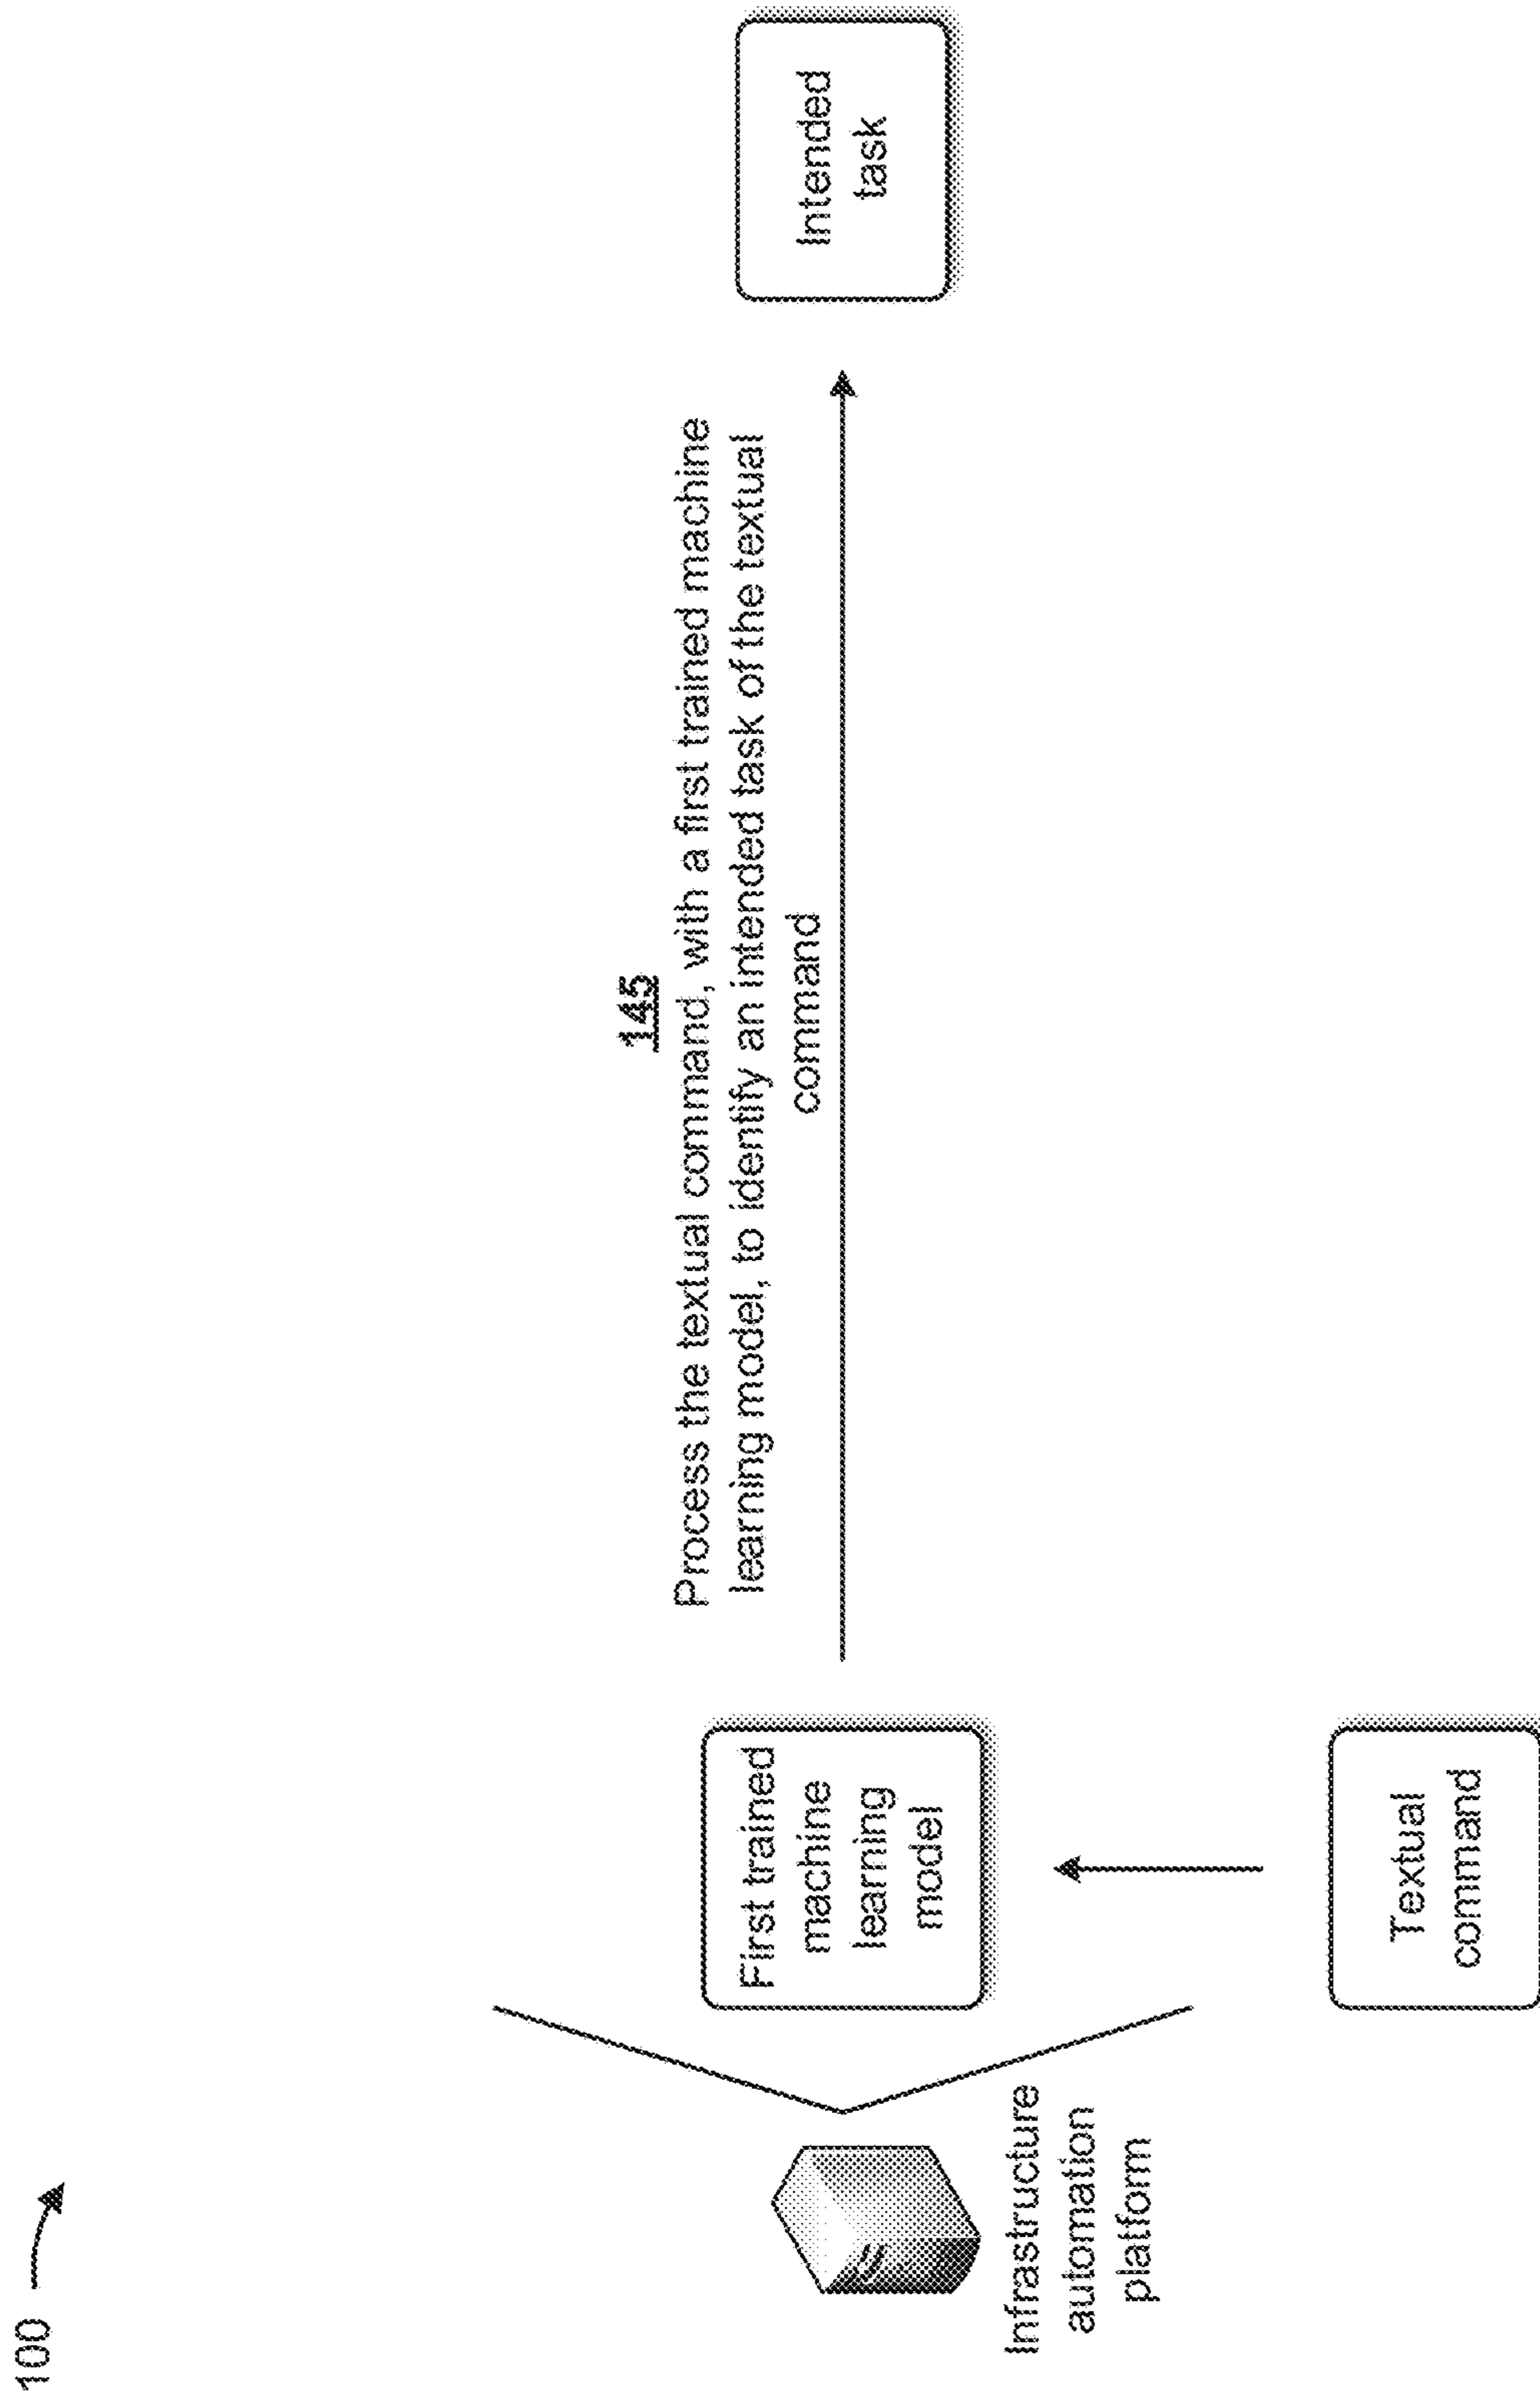 100
145
Process the textual command, with a first trained machine
learning model, to identify an intended task of the textual
command
First trained
machine
learning
model
Intended
task
Infrastructure
automation
platform
Textual
command